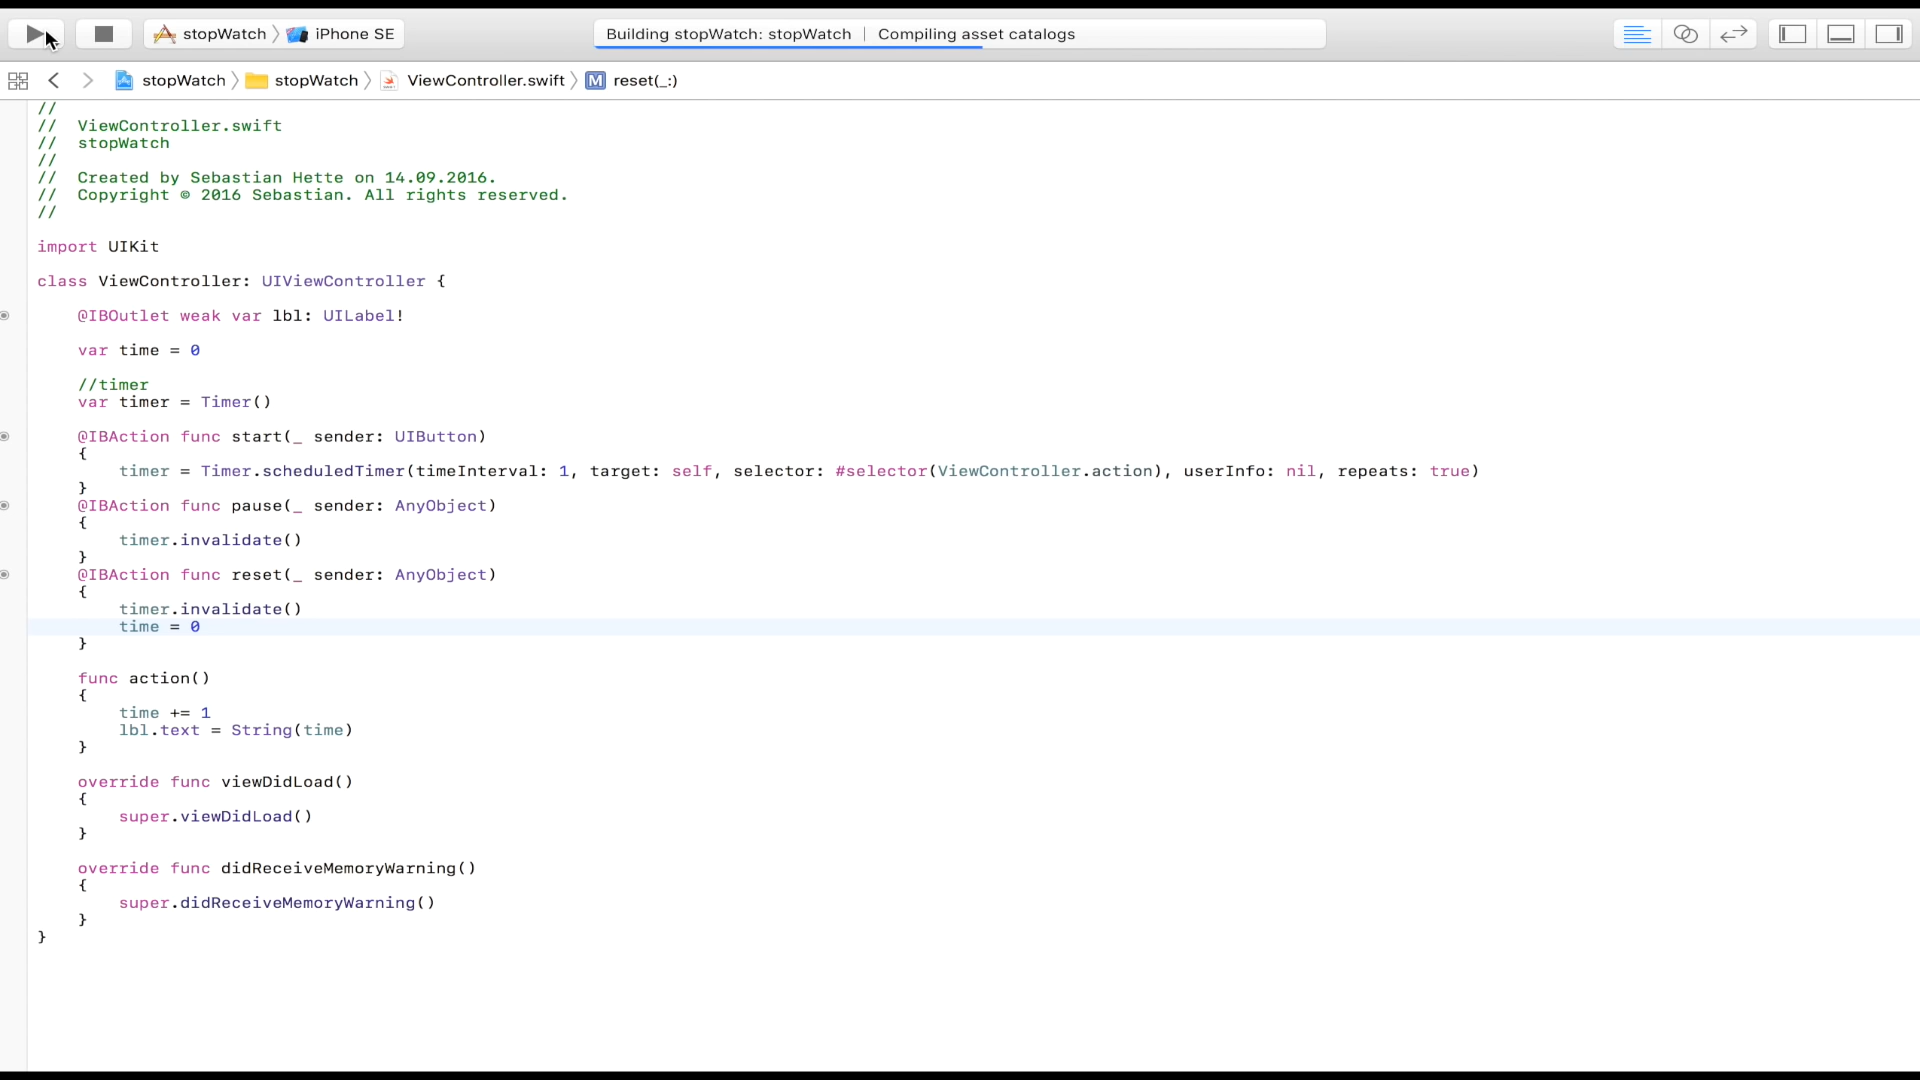 stopWatch iPhone SE Building stopWatch: stopWatch | Compiling asset catalogs
stopWatch stopWatch ViewController.swift M reset(_:)
//
//  ViewController.swift
//  stopWatch
//
//  Created by Sebastian Hette on 14.09.2016.
//  Copyright © 2016 Sebastian. All rights reserved.
//
import UIKit
class ViewController: UIViewController {
@IBOutlet weak var lbl: UILabel!
var time = 0
//timer
var timer = Timer()
@IBAction func start(_ sender: UIButton)
{
timer = Timer.scheduledTimer(timeInterval: 1, target: self, selector: #selector(ViewController.action), userInfo: nil, repeats: true)
}
@IBAction func pause(_ sender: AnyObject)
{
timer.invalidate()
}
@IBAction func reset(_ sender: AnyObject)
{
timer.invalidate()
time = 0
}
func action()
{
time += 1
lbl.text = String(time)
}
override func viewDidLoad()
{
super.viewDidLoad()
}
override func didReceiveMemoryWarning()
{
super.didReceiveMemoryWarning()
}
}